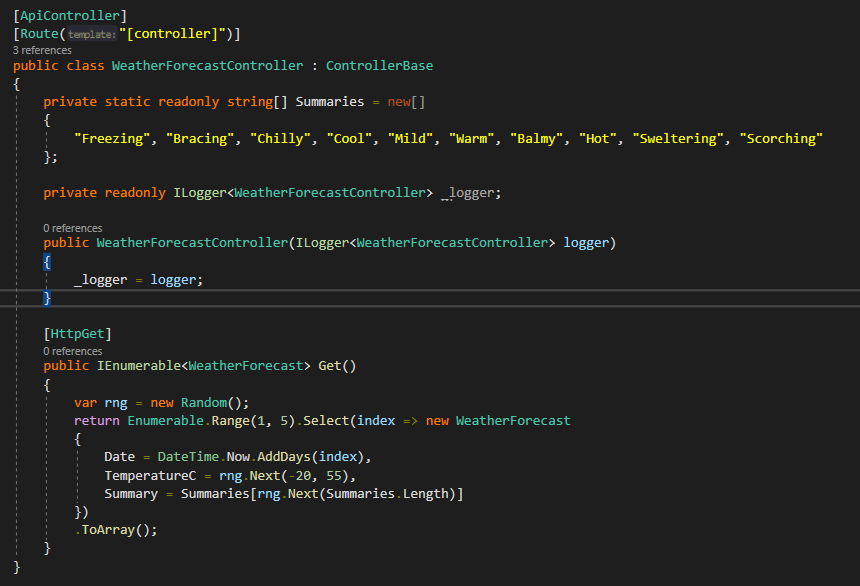 [ApiController]
[Route(template:"[controller]")]
3 references
public class WeatherForecastController : ControllerBase
{
    private static readonly string[] Summaries = new[]
    {
        "Freezing", "Bracing", "Chilly", "Cool", "Mild", "Warm", "Balmy", "Hot", "Sweltering", "Scorching"
    };
    private readonly ILogger<WeatherForecastController> _logger;
    0 references
    public WeatherForecastController(ILogger<WeatherForecastController> logger)
    {
        _logger = logger;
    }
    [HttpGet]
    0 references
    public IEnumerable<WeatherForecast> Get()
    {
        var rng = new Random();
        return Enumerable.Range(1, 5).Select(index => new WeatherForecast
        {
            Date = DateTime.Now.AddDays(index),
            TemperatureC = rng.Next(-20, 55),
            Summary = Summaries[rng.Next(Summaries.Length)]
        })
        .ToArray();
    }
}